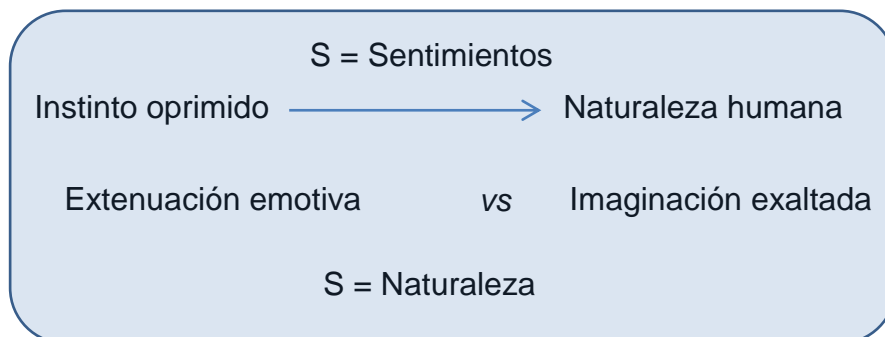 S = Sentimientos
Instinto oprimido Naturaleza humana
Extenuación emotiva vs Imaginación exaltada
S = Naturaleza